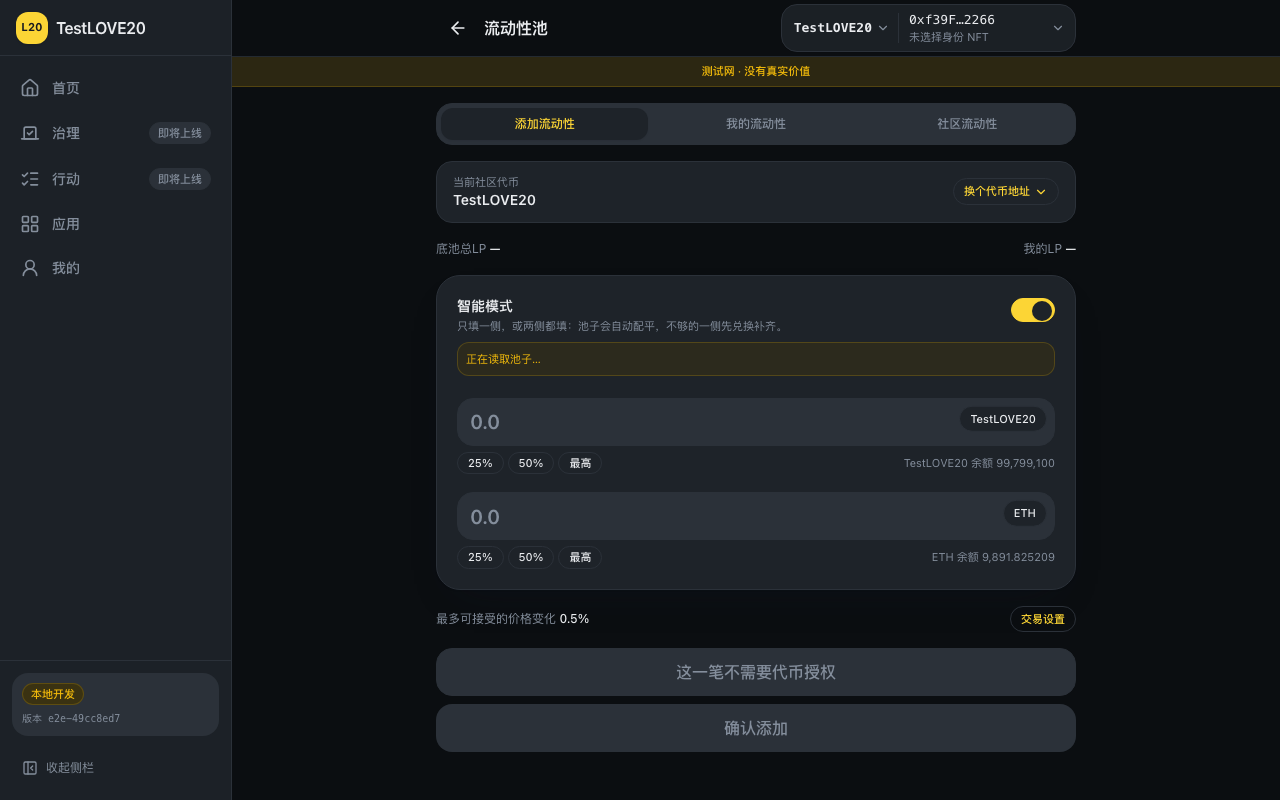 L20 TestLOVE20
首页
治理 即将上线
行动 即将上线
应用
我的
本地开发
版本 e2e-49cc8ed7
收起侧栏
流动性池
TestLOVE20
0xf39F…2266
未选择身份 NFT
测试网 · 没有真实价值
添加流动性 我的流动性 社区流动性
当前社区代币
TestLOVE20
换个代币地址
底池总LP — 我的LP —
智能模式
只填一侧，或两侧都填：池子会自动配平，不够的一侧先兑换补齐。
正在读取池子…
0.0 TestLOVE20
25% 50% 最高 TestLOVE20 余额 99,799,100
0.0 ETH
25% 50% 最高 ETH 余额 9,891.825209
最多可接受的价格变化 0.5% 交易设置
这一笔不需要代币授权
确认添加